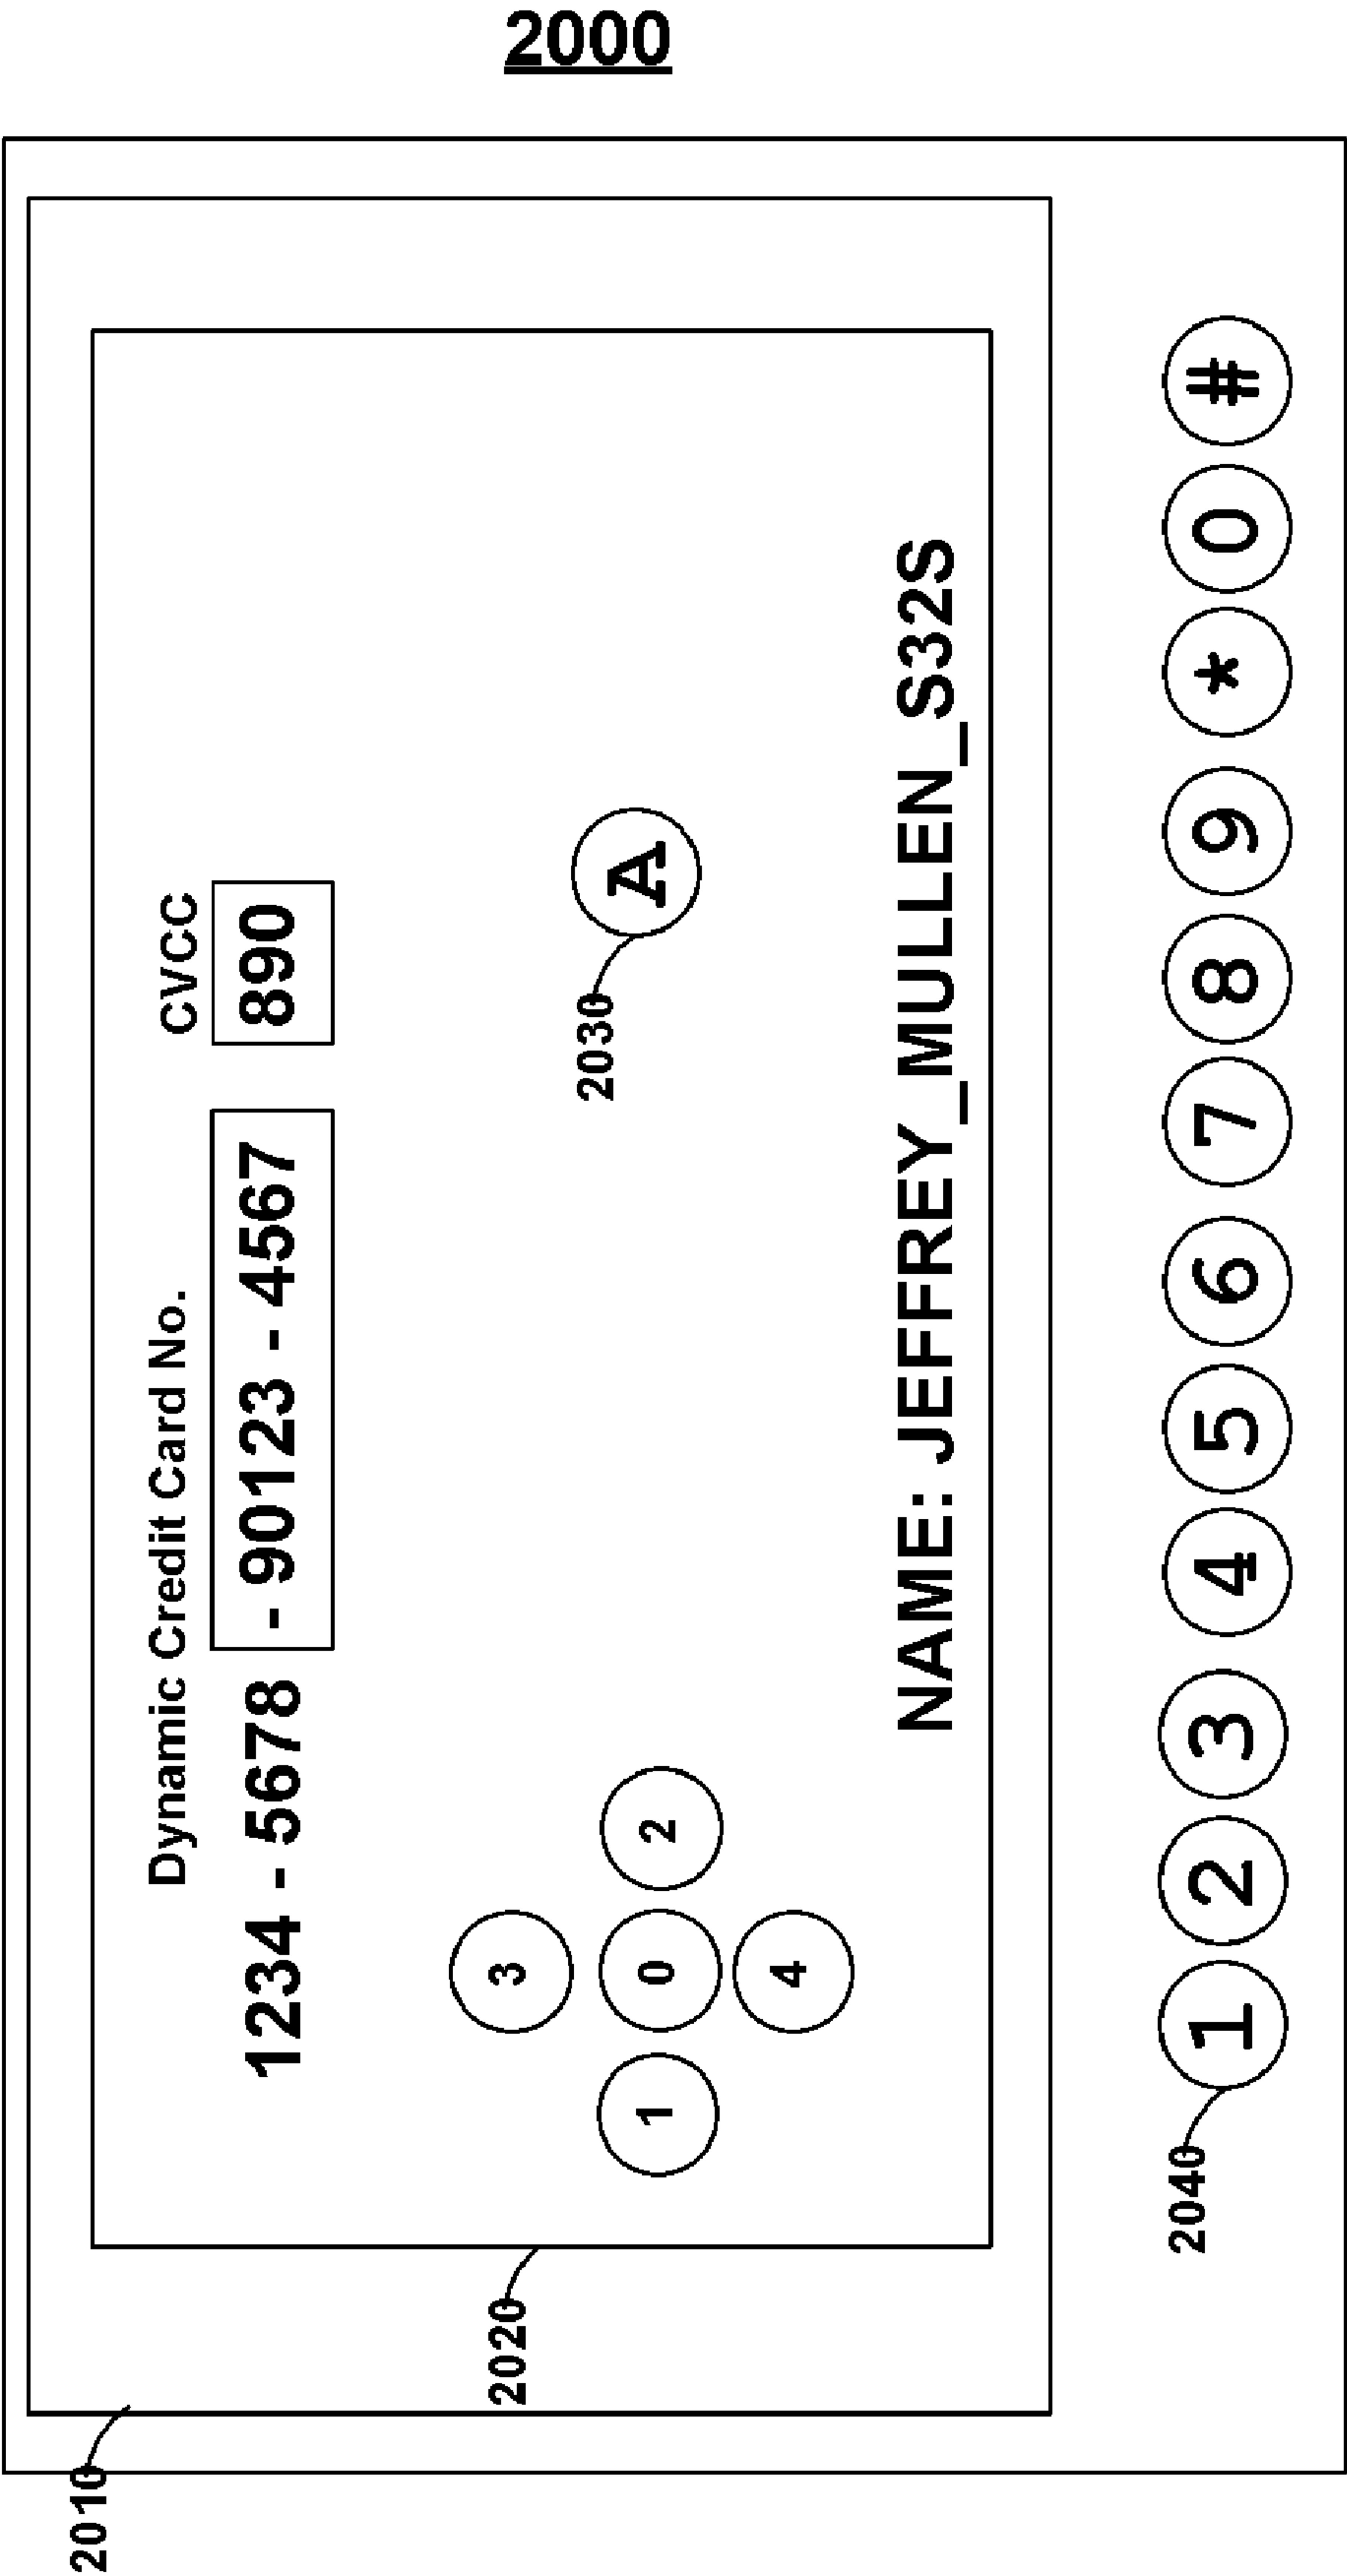 2000
2010
2020
Dynamic Credit Card No.
CVCC
1234 - 5678 - 90123 - 4567
890
3
1
0
2
4
A
2030
NAME: JEFFREY_MULLEN_S32S
2040
1 2 3 4 5 6 7 8 9 * 0 #